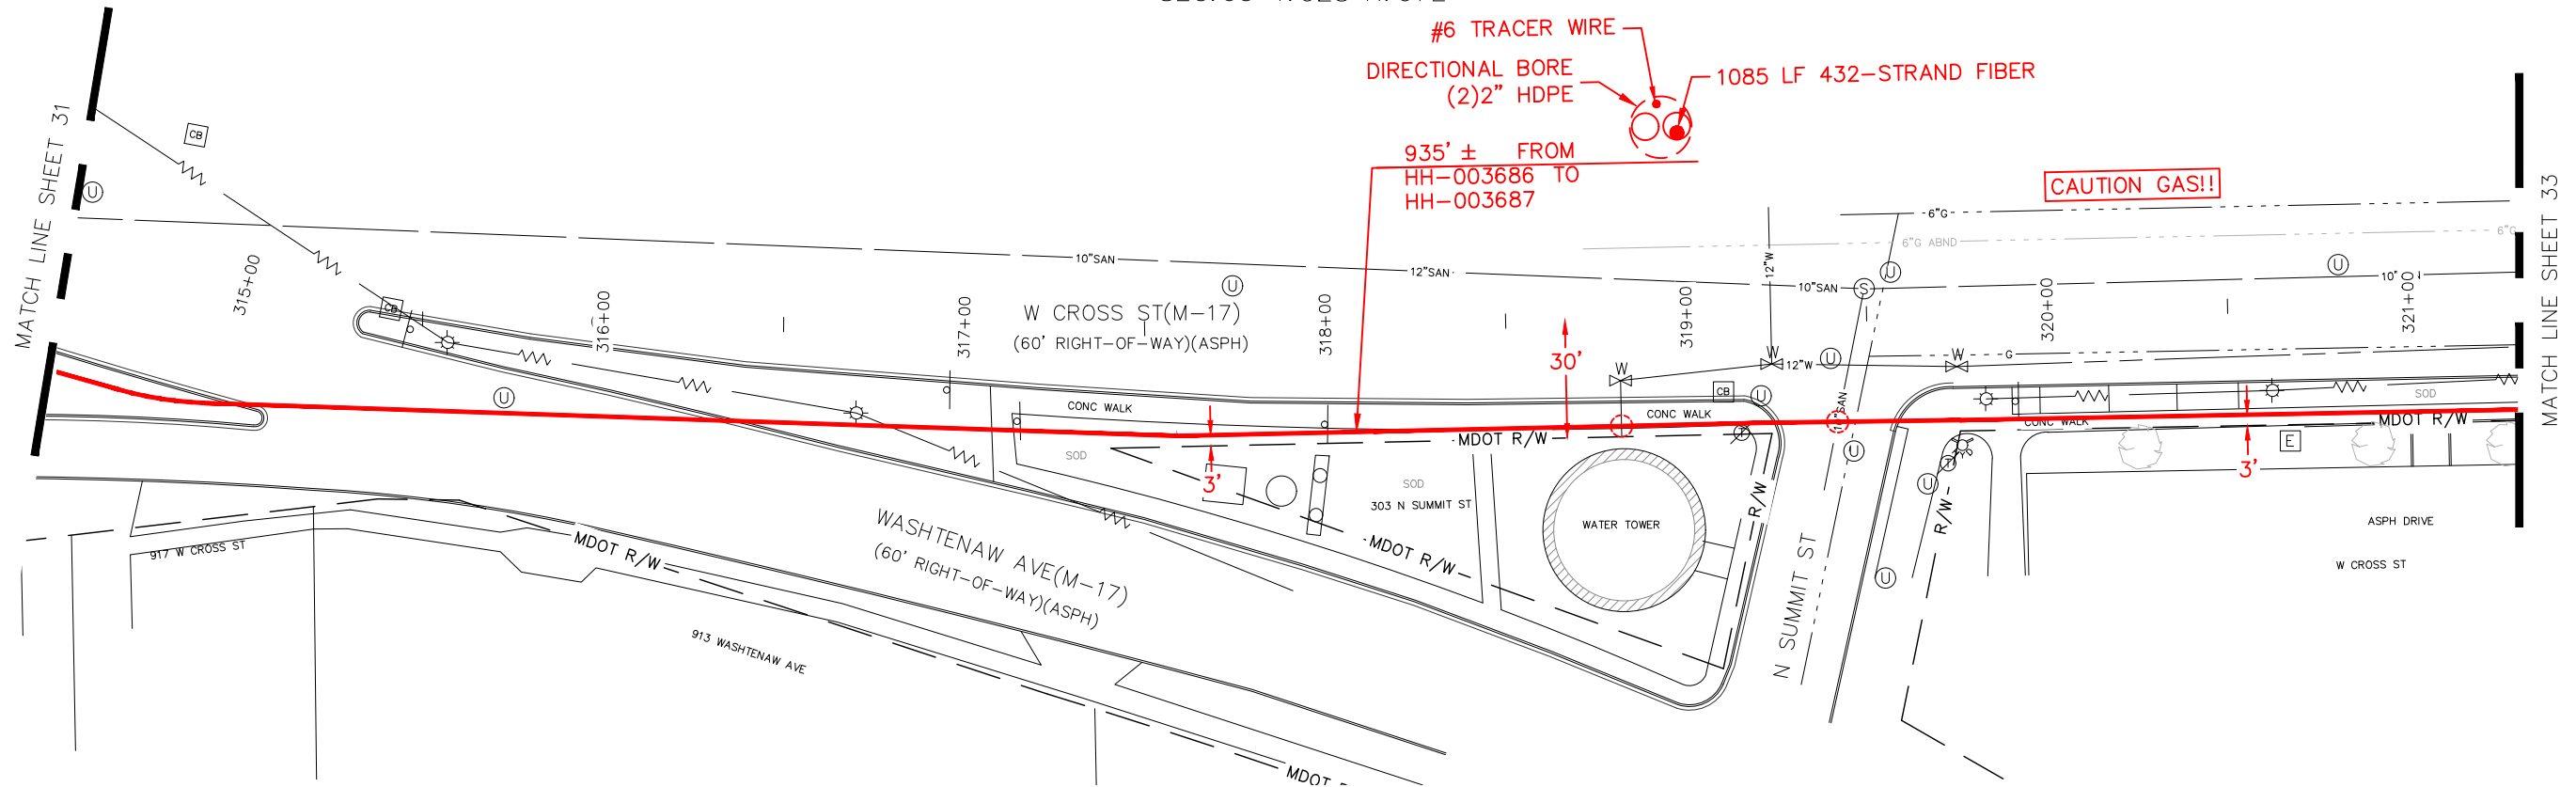 #6 TRACER WIRE
DIRECTIONAL BORE
(2)2" HDPE
1085 LF 432-STRAND FIBER
935' ± FROM
HH-003686 TO
HH-003687
CAUTION GAS!!
MATCH LINE SHEET 31
MATCH LINE SHEET 33
CB
U
6"G
6"G ABND
6"G
10"SAN
12"SAN
10"SAN
10"
12"W
S
U
U
U
315+00
316+00
317+00
318+00
319+00
320+00
321+00
W CROSS ST(M-17)
(60' RIGHT-OF-WAY)(ASPH)
30'
CB
W
W
W
12"W
G
U
U
U
CB
CONC WALK
CONC WALK
CONC WALK
SOD
MDOT R/W
MDOT R/W
E
T
T
U
U
U
3'
3'
SOD
SOD
303 N SUMMIT ST
WATER TOWER
R/W
R/W
MDOT R/W
ASPH DRIVE
W CROSS ST
N SUMMIT ST
WASHTENAW AVE(M-17)
(60' RIGHT-OF-WAY)(ASPH)
917 W CROSS ST
MDOT R/W
913 WASHTENAW AVE
MDOT